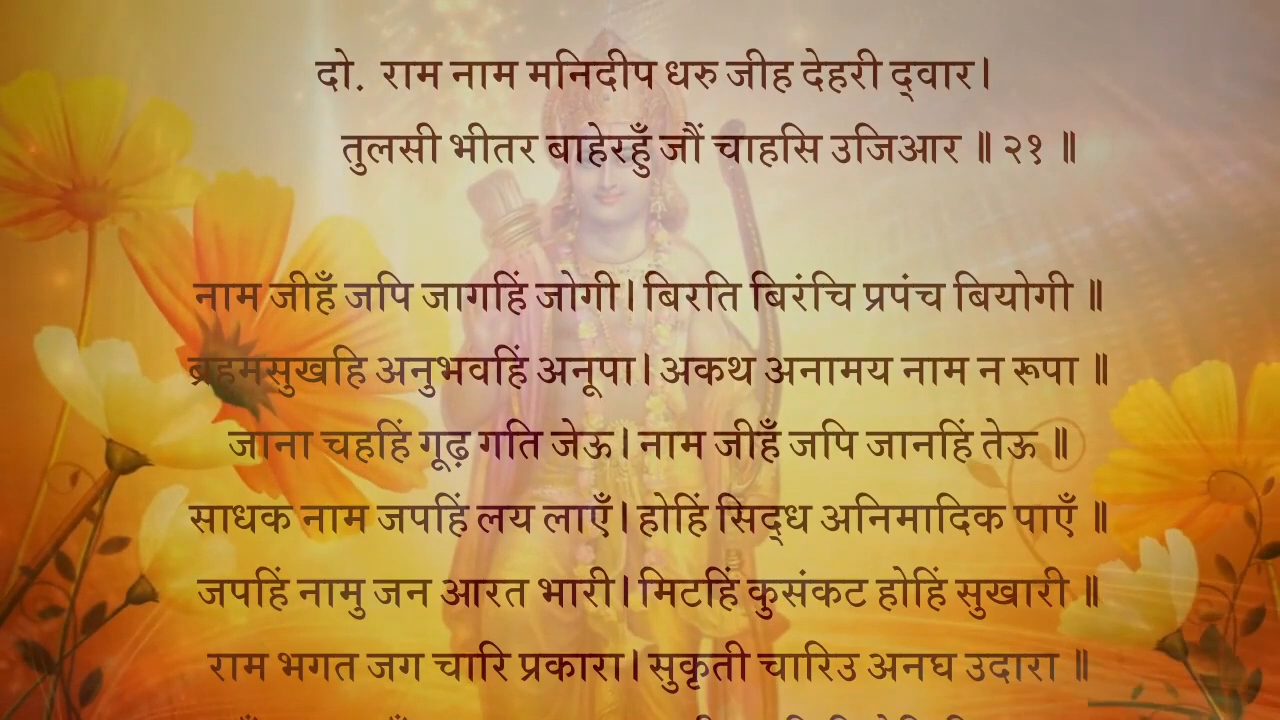 दो. राम नाम मनिदीप धरु जीह देहरी द्वार।
तुलसी भीतर बाहेरहुँ जौं चाहसि उजिआर ॥ २१ ॥
नाम जीहँ जपि जागहिं जोगी। बिरति बिरंचि प्रपंच बियोगी ॥
ब्रहमसुखहि अनुभवहिं अनूपा। अकथ अनामय नाम न रूपा ॥
जाना चहहिं गूढ़ गति जेऊ। नाम जीहँ जपि जानहिं तेऊ ॥
साधक नाम जपहिं लय लाएँ। होहिं सिद्ध अनिमादिक पाएँ ॥
जपहिं नामु जन आरत भारी। मिटहिं कुसंकट होहिं सुखारी ॥
राम भगत जग चारि प्रकारा। सुकृती चारिउ अनघ उदारा ॥